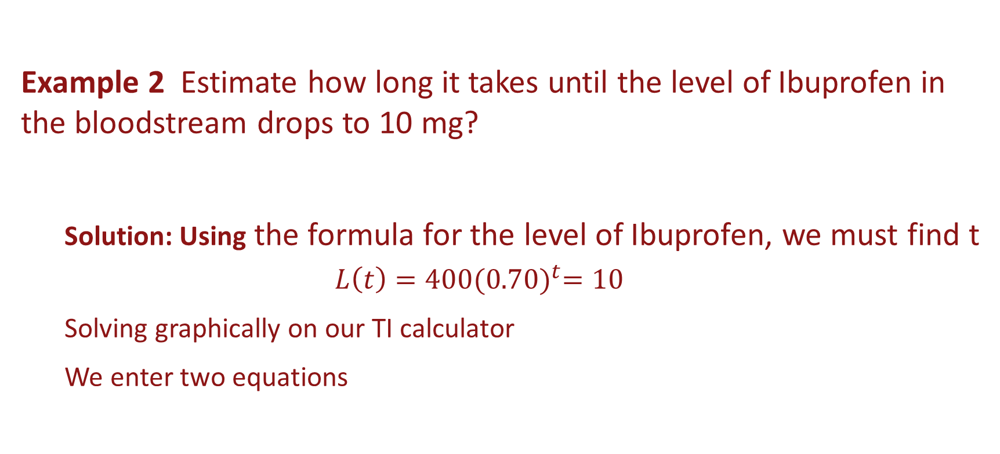 Example 2 Estimate how long it takes until the level of Ibuprofen in
the bloodstream drops to 10 mg?
Solution: Using the formula for the level of Ibuprofen, we must find t
L(t) = 400(0.70)^t = 10
Solving graphically on our TI calculator
We enter two equations